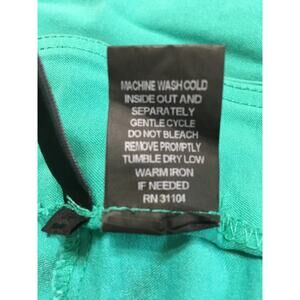 MACHINE WASH COLD
INSIDE OUT AND
SEPARATELY
GENTLE CYCLE
DO NOT BLEACH
REMOVE PROMPTLY
TUMBLE DRY LOW
WARM IRON
IF NEEDED
RN 31104